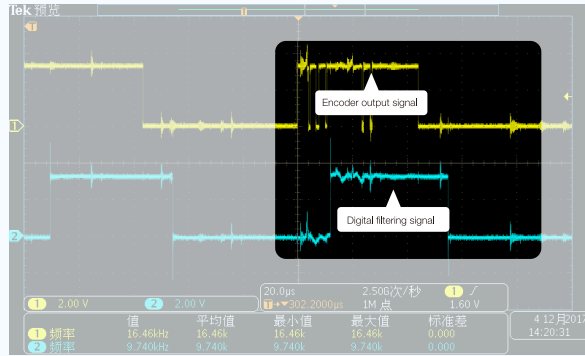 Tek 预览
Encoder output signal
Digital filtering signal
1
2
20.0µs 2.50G次/秒 1
302.2000µs 1M 点 1.60 V
1 2.00 V 2 2.00 V
值 平均值 最小值 最大值 标准差
1 频率 16.46kHz 16.46k 16.46k 16.46k 0.000
2 频率 9.740kHz 9.740k 9.740k 9.740k 0.000
4 12月2017
14:20:31